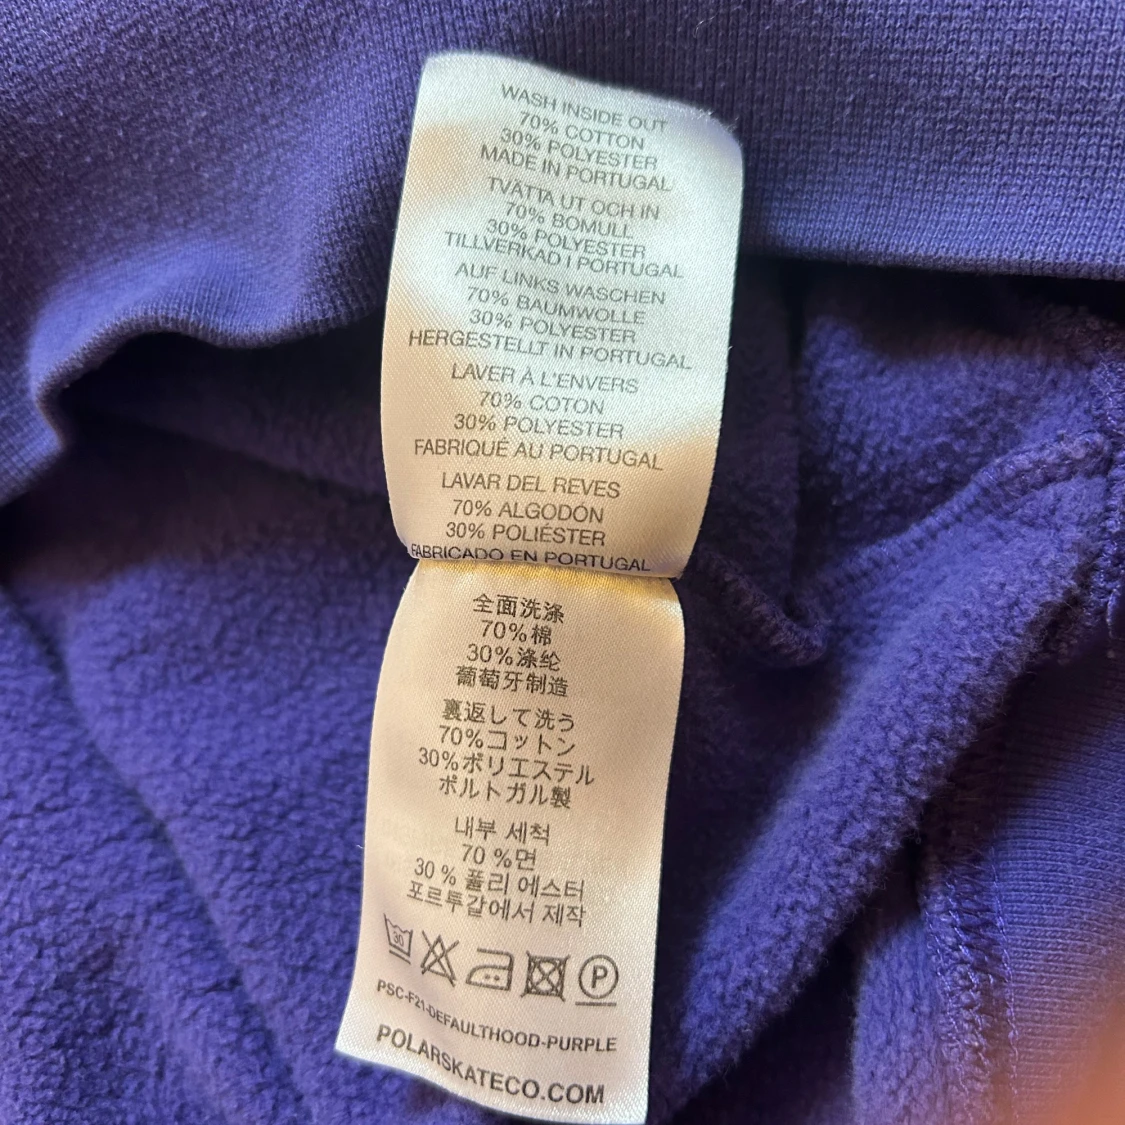 WASH INSIDE OUT
70% COTTON
30% POLYESTER
MADE IN PORTUGAL
TVÄTTA UT OCH IN
70% BOMULL
30% POLYESTER
TILLVERKAD I PORTUGAL
AUF LINKS WASCHEN
70% BAUMWOLLE
30% POLYESTER
HERGESTELLT IN PORTUGAL
LAVER À L'ENVERS
70% COTON
30% POLYESTER
FABRIQUÉ AU PORTUGAL
LAVAR DEL REVES
70% ALGODÓN
30% POLIÉSTER
FABRICADO EN PORTUGAL
全面洗涤
70%棉
30%涤纶
葡萄牙制造
裏返して洗う
70%コットン
30%ポリエステル
ポルトガル製
내부 세척
70 %면
30 % 폴리 에스터
포르투갈에서 제작
30 P
PSC-F21-DEFAULTHOOD-PURPLE
POLARSKATECO.COM